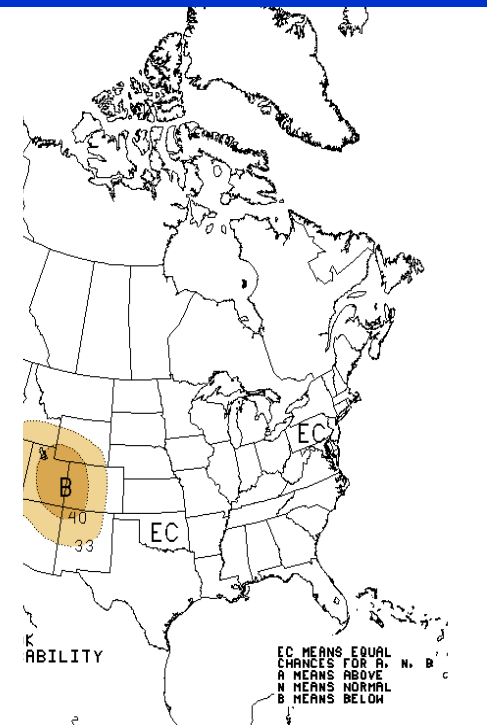 EC
B
40
EC
33
K
ABILITY
EC MEANS EQUAL
CHANCES FOR A, N, B
A MEANS ABOVE
N MEANS NORMAL
B MEANS BELOW